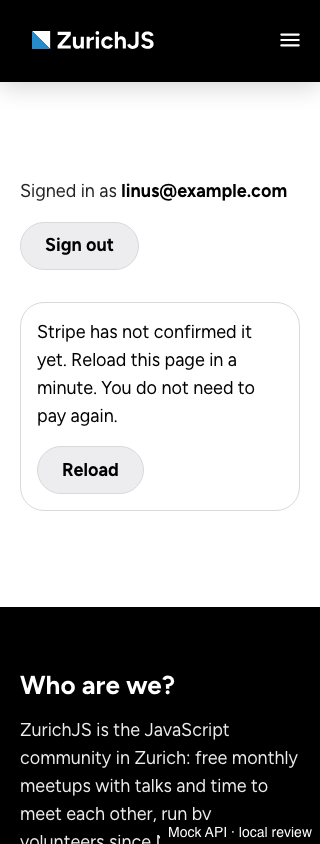 ZurichJS
Signed in as linus@example.com
Sign out
Stripe has not confirmed it
yet. Reload this page in a
minute. You do not need to
pay again.
Reload
Who are we?
ZurichJS is the JavaScript
community in Zurich: free monthly
meetups with talks and time to
meet each other, run by
volunteers since
Mock API · local review